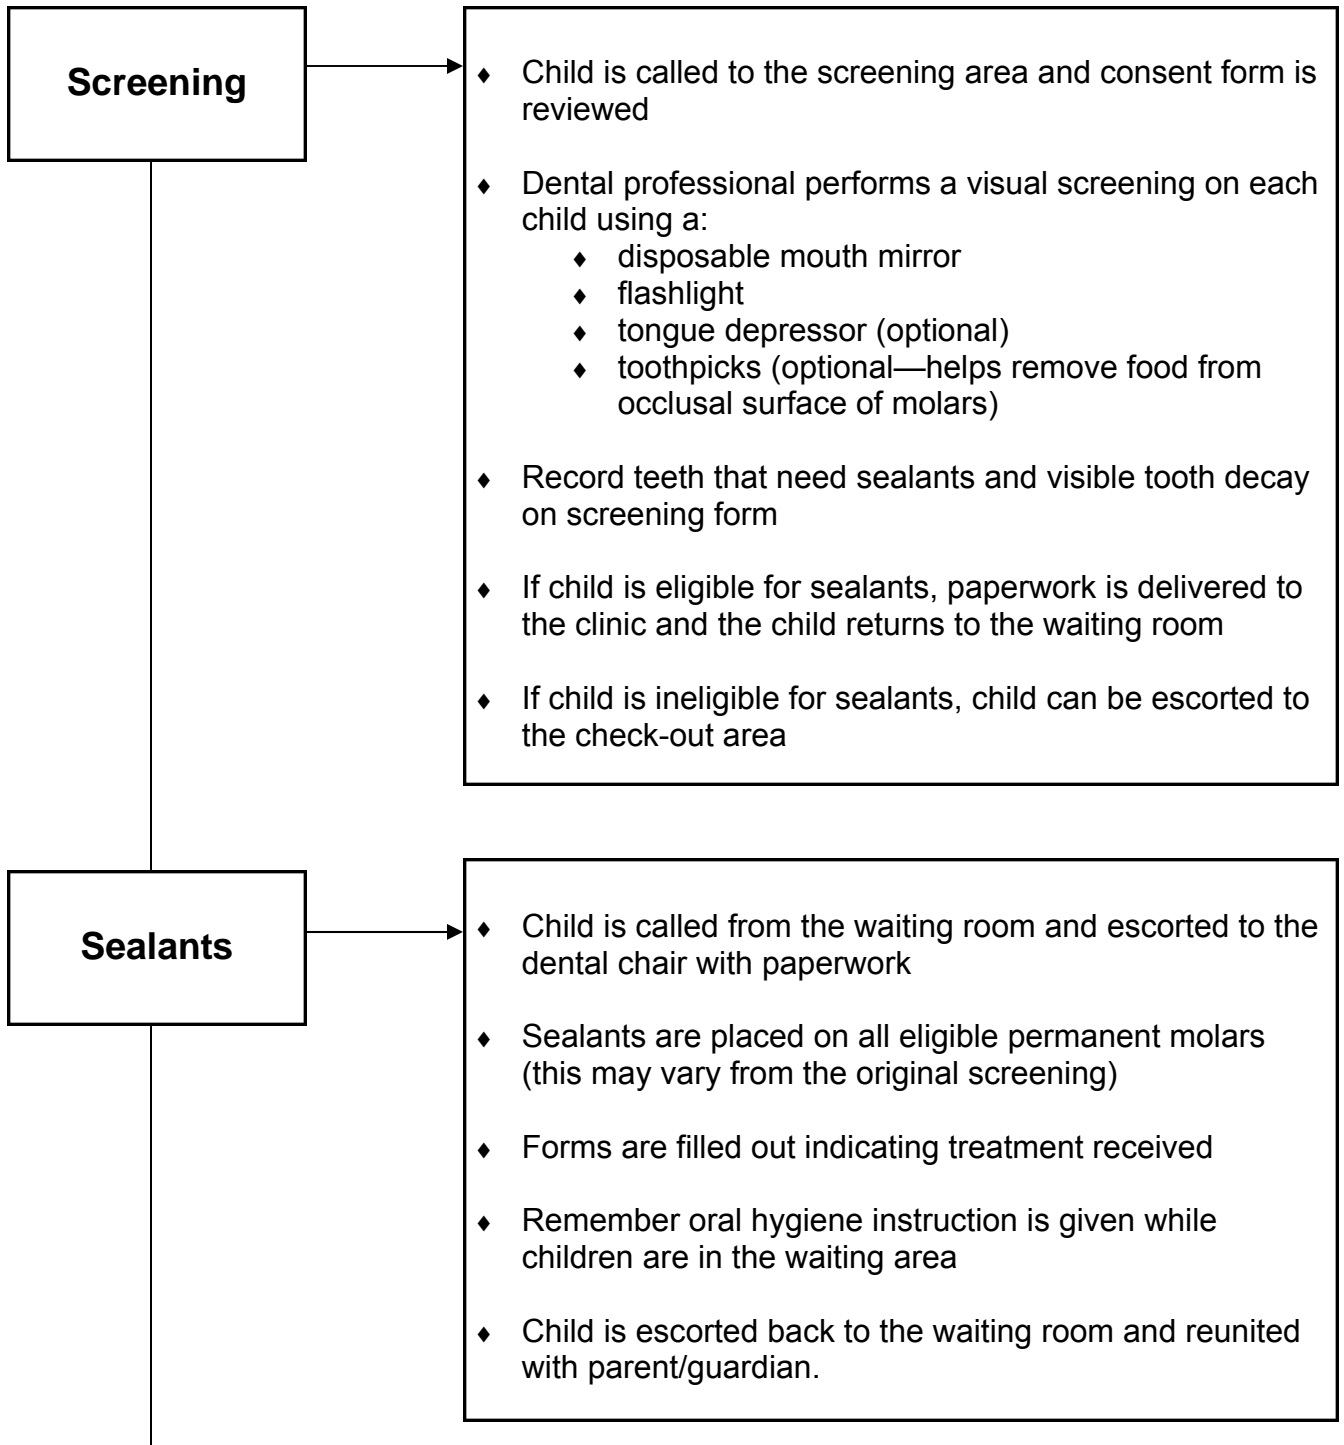 Screening
♦ Child is called to the screening area and consent form is
reviewed
♦ Dental professional performs a visual screening on each
child using a:
♦ disposable mouth mirror
♦ flashlight
♦ tongue depressor (optional)
♦ toothpicks (optional—helps remove food from
occlusal surface of molars)
♦ Record teeth that need sealants and visible tooth decay
on screening form
♦ If child is eligible for sealants, paperwork is delivered to
the clinic and the child returns to the waiting room
♦ If child is ineligible for sealants, child can be escorted to
the check-out area
Sealants
♦ Child is called from the waiting room and escorted to the
dental chair with paperwork
♦ Sealants are placed on all eligible permanent molars
(this may vary from the original screening)
♦ Forms are filled out indicating treatment received
♦ Remember oral hygiene instruction is given while
children are in the waiting area
♦ Child is escorted back to the waiting room and reunited
with parent/guardian.